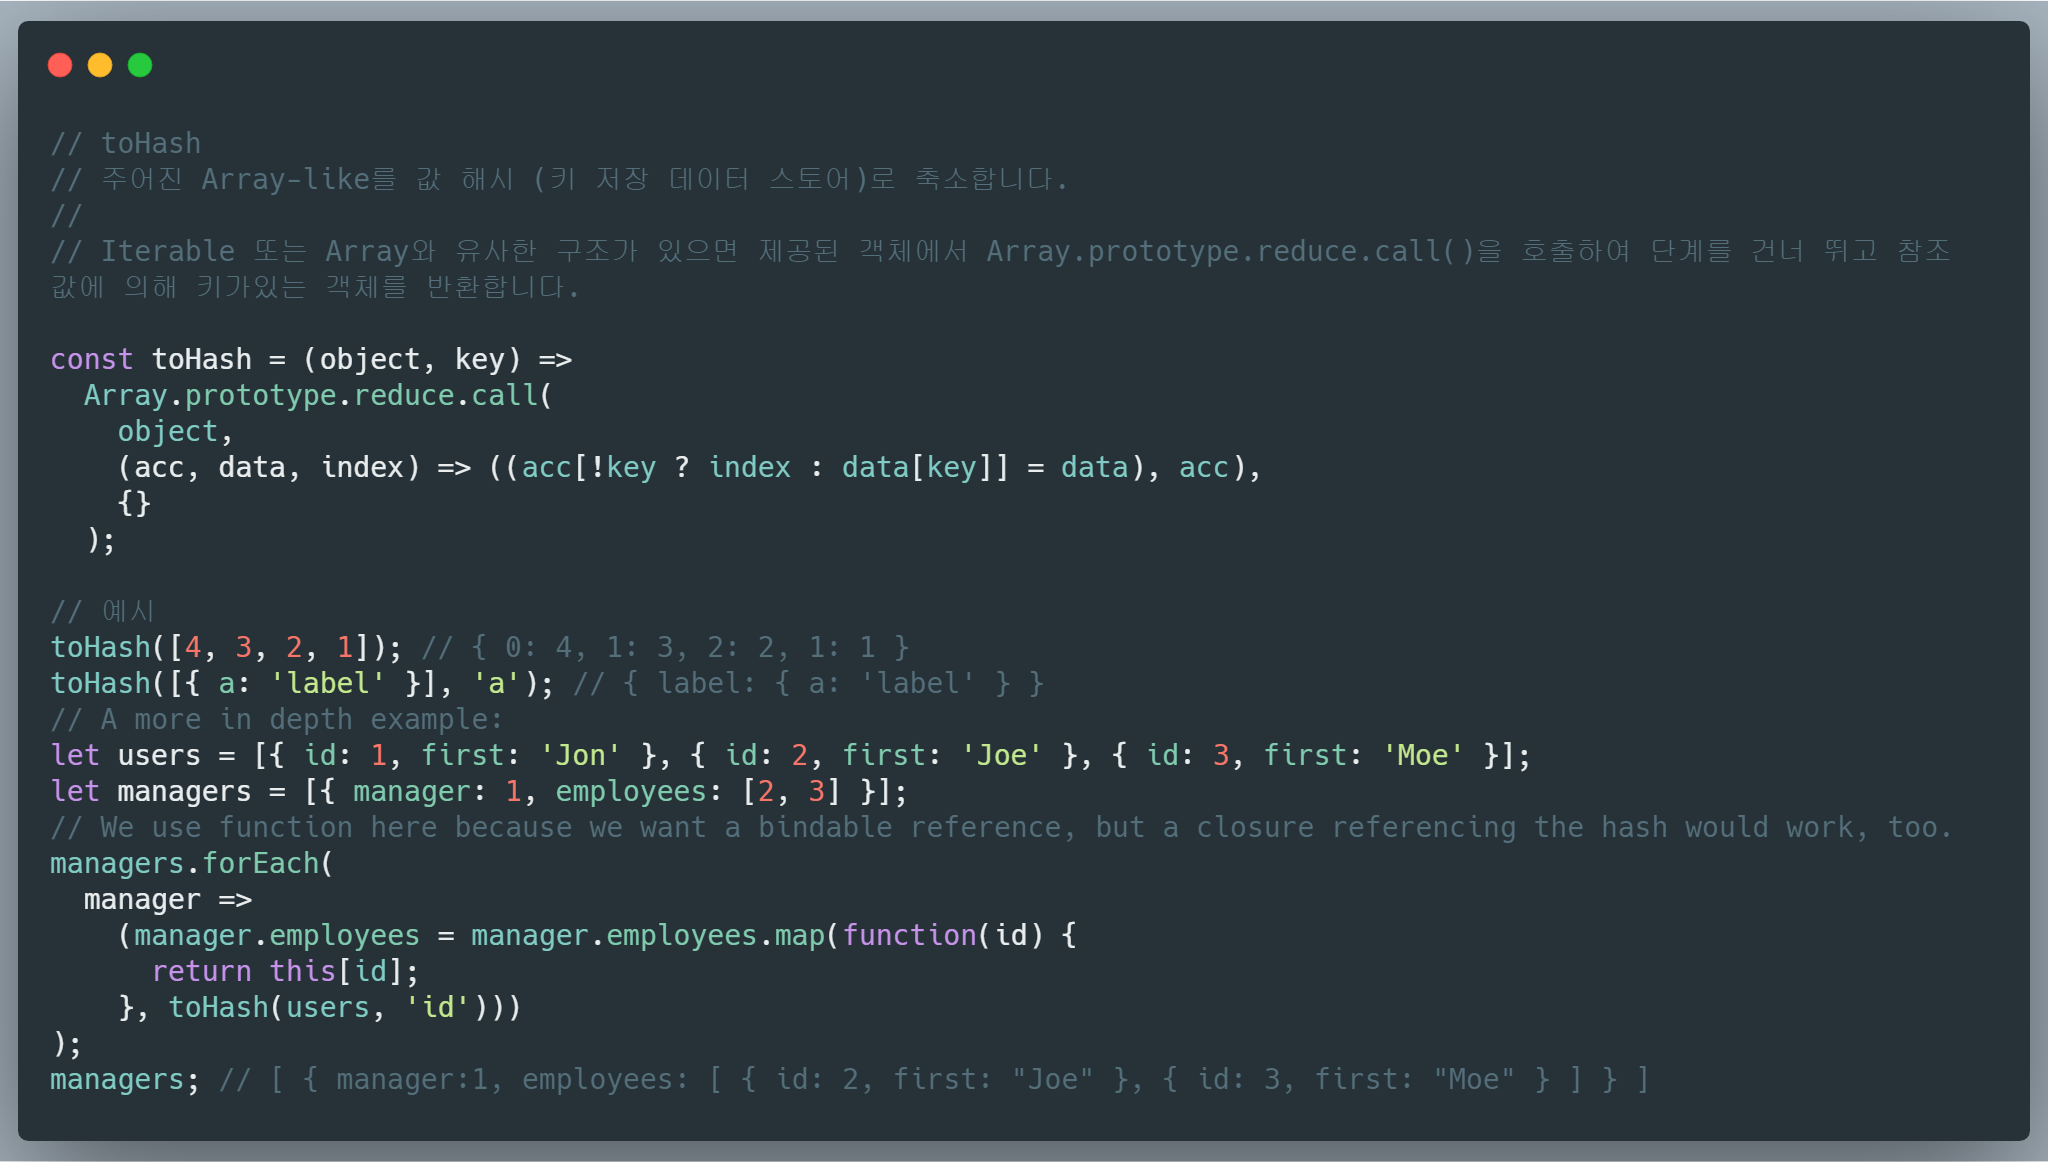 // toHash
// 주어진 Array-like를 값 해시 (키 저장 데이터 스토어)로 축소합니다.
//
// Iterable 또는 Array와 유사한 구조가 있으면 제공된 객체에서 Array.prototype.reduce.call()을 호출하여 단계를 건너 뛰고 참조
값에 의해 키가있는 객체를 반환합니다.

const toHash = (object, key) =>
  Array.prototype.reduce.call(
    object,
    (acc, data, index) => ((acc[!key ? index : data[key]] = data), acc),
    {}
  );

// 예시
toHash([4, 3, 2, 1]); // { 0: 4, 1: 3, 2: 2, 1: 1 }
toHash([{ a: 'label' }], 'a'); // { label: { a: 'label' } }
// A more in depth example:
let users = [{ id: 1, first: 'Jon' }, { id: 2, first: 'Joe' }, { id: 3, first: 'Moe' }];
let managers = [{ manager: 1, employees: [2, 3] }];
// We use function here because we want a bindable reference, but a closure referencing the hash would work, too.
managers.forEach(
  manager =>
    (manager.employees = manager.employees.map(function(id) {
      return this[id];
    }, toHash(users, 'id')))
);
managers; // [ { manager:1, employees: [ { id: 2, first: "Joe" }, { id: 3, first: "Moe" } ] } ]